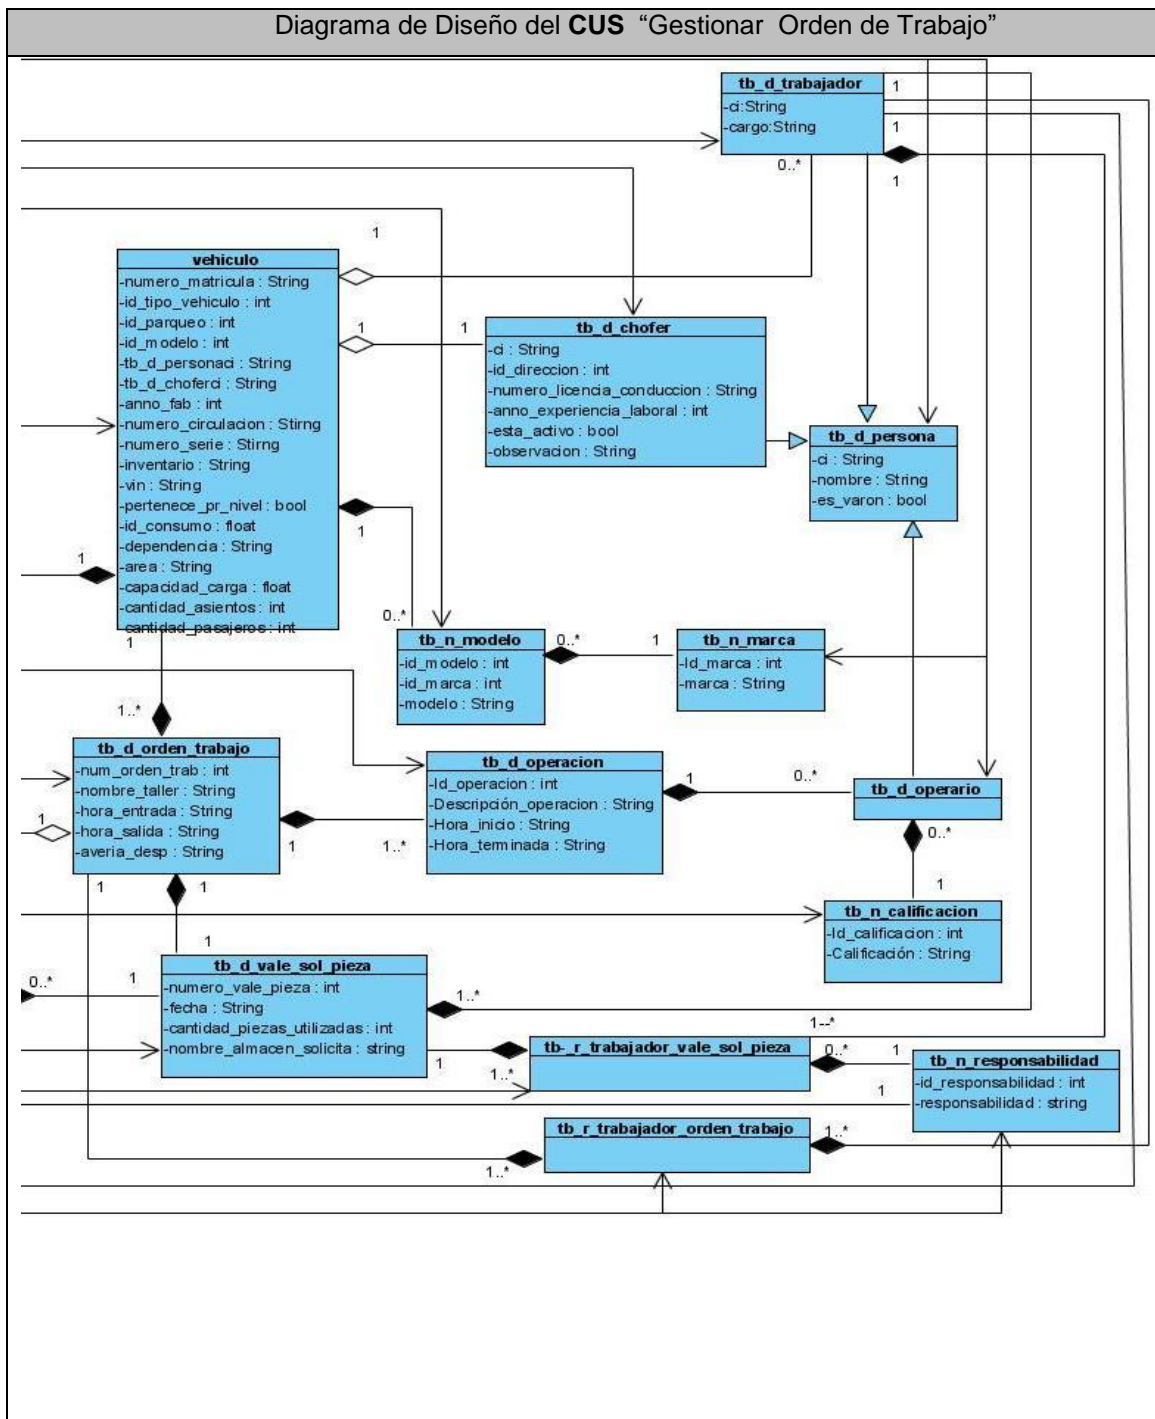 Diagrama de Diseño del CUS “Gestionar Orden de Trabajo”
tb_d_trabajador
-ci:String
-cargo:String
1
1
0..*
1
1
vehiculo
-numero_matricula : String
-id_tipo_vehiculo : int
-id_parqueo : int
-id_modelo : int
-tb_d_personaci : String
-tb_d_choferci : String
-anno_fab : int
-numero_circulacion : Stirng
-numero_serie : Stirng
-inventario : String
-vin : String
-pertenece_pr_nivel : bool
-id_consumo : float
-dependencia : String
-area : String
-capacidad_carga : float
-cantidad_asientos : int
-cantidad_pasajeros : int
1
1
tb_d_chofer
-ci : String
-id_direccion : int
-numero_licencia_conduccion : String
-anno_experiencia_laboral : int
-esta_activo : bool
-observacion : String
tb_d_persona
-ci : String
-nombre : String
-es_varon : bool
1
1
1
0..*
tb_n_modelo
-id_modelo : int
-id_marca : int
-modelo : String
0..*
1
tb_n_marca
-Id_marca : int
-marca : String
1..*
tb_d_orden_trabajo
-num_orden_trab : int
-nombre_taller : String
-hora_entrada : String
-hora_salida : String
-averia_desp : String
1
1
1..*
tb_d_operacion
-Id_operacion : int
-Descripción_operacion : String
-Hora_inicio : String
-Hora_terminada : String
1
0..*
tb_d_operario
0..*
1
tb_n_calificacion
-Id_calificacion : int
-Calificación : String
1
1
1
tb_d_vale_sol_pieza
-numero_vale_pieza : int
-fecha : String
-cantidad_piezas_utilizadas : int
-nombre_almacen_solicita : string
0..*
1
1..*
1--*
tb-_r_trabajador_vale_sol_pieza
1
1..*
0..*
1
tb_n_responsabilidad
-id_responsabilidad : int
-responsabilidad : string
1
tb_r_trabajador_orden_trabajo
1..*
1..*